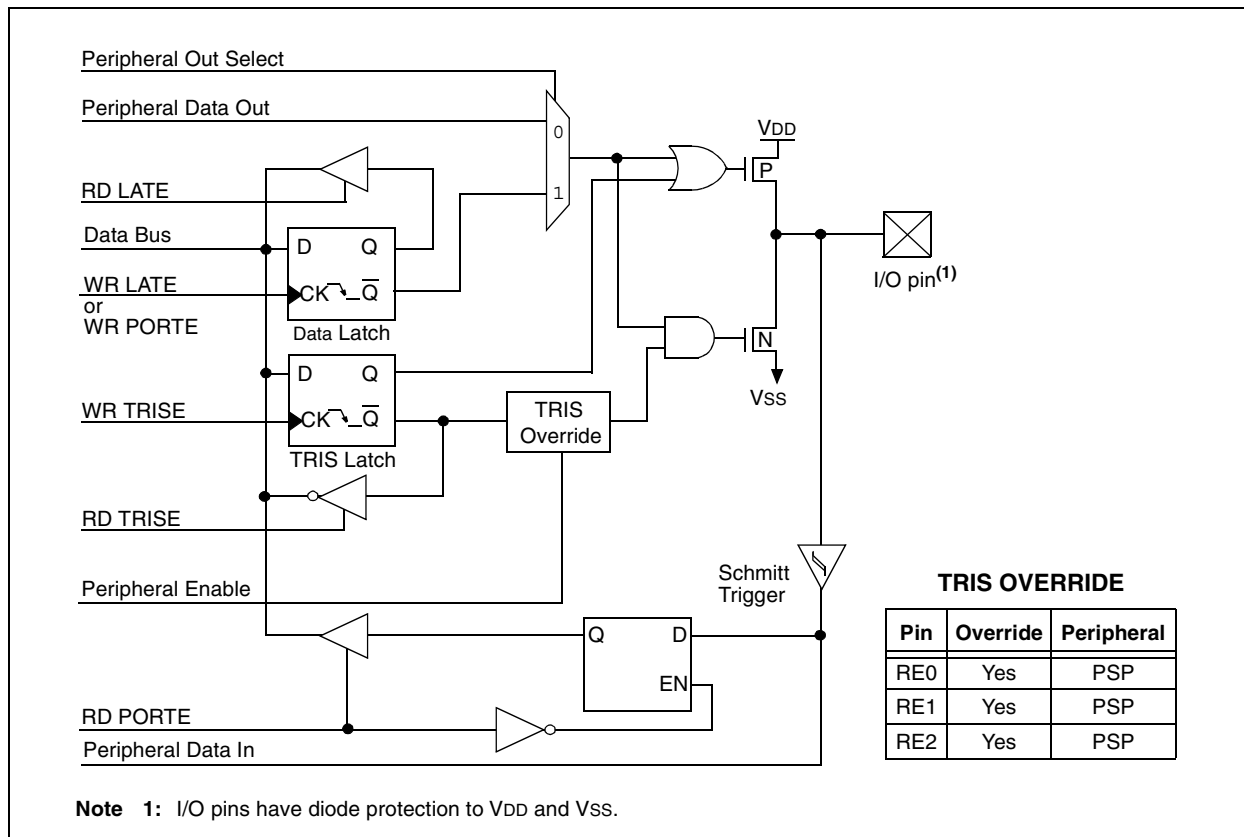 Peripheral Out Select
Peripheral Data Out
0
1
VDD
P
RD LATE
Data Bus
D Q
WR LATE
or
WR PORTE
CK Q
Data Latch
I/O pin(1)
N
VSS
D Q
WR TRISE
CK Q
TRIS Latch
TRIS
Override
RD TRISE
Peripheral Enable
Schmitt
Trigger
Q D
EN
RD PORTE
Peripheral Data In
TRIS OVERRIDE
Pin Override Peripheral
RE0 Yes PSP
RE1 Yes PSP
RE2 Yes PSP
Note 1: I/O pins have diode protection to VDD and VSS.